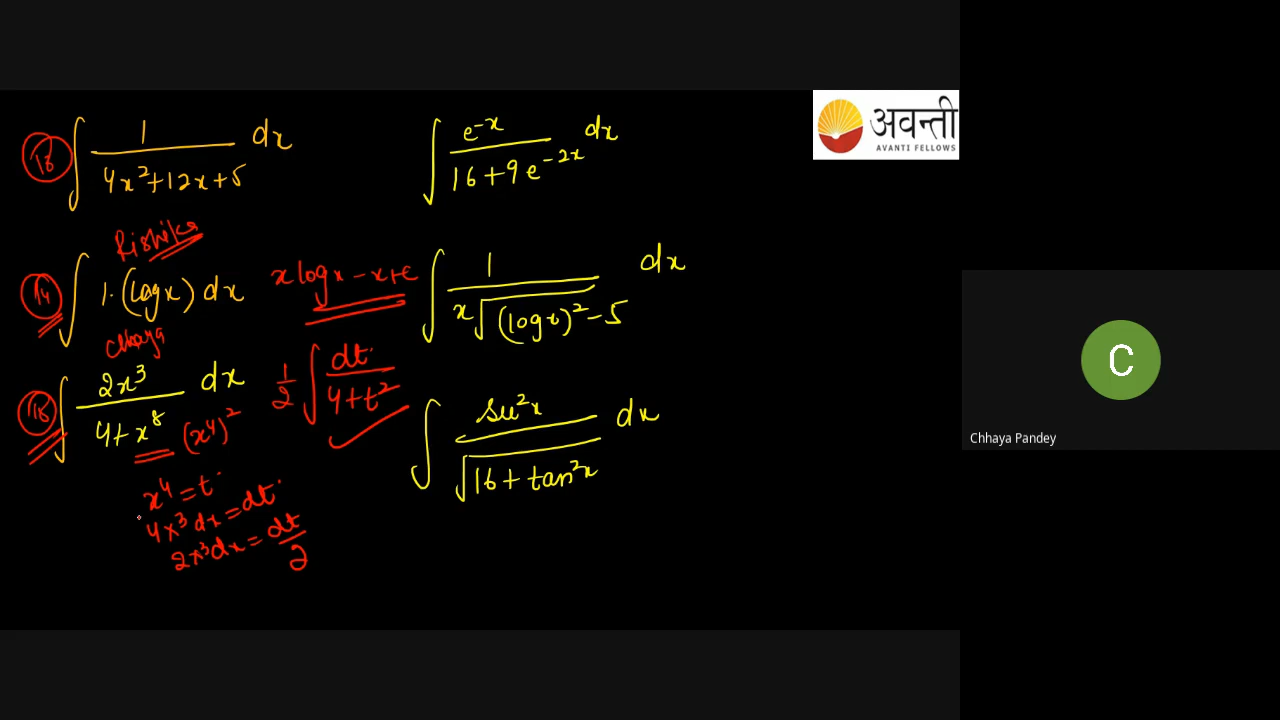 13 ∫ 1/(4x²+12x+5) dx
Rishika
14 ∫ 1·(log x) dx
x log x − x + c
Chhaya
15 ∫ 2x³/(4+x⁸) dx
(x⁴)²
1/2 ∫ dt/(4+t²)
x⁴ = t
4x³ dx = dt
2x³ dx = dt/2
∫ e⁻ˣ/(16+9e⁻²ˣ) dx
∫ 1/(x√((log x)²−5)) dx
∫ sec²x/√(16+tan²x) dx
अवन्ती
AVANTI FELLOWS
C
Chhaya Pandey